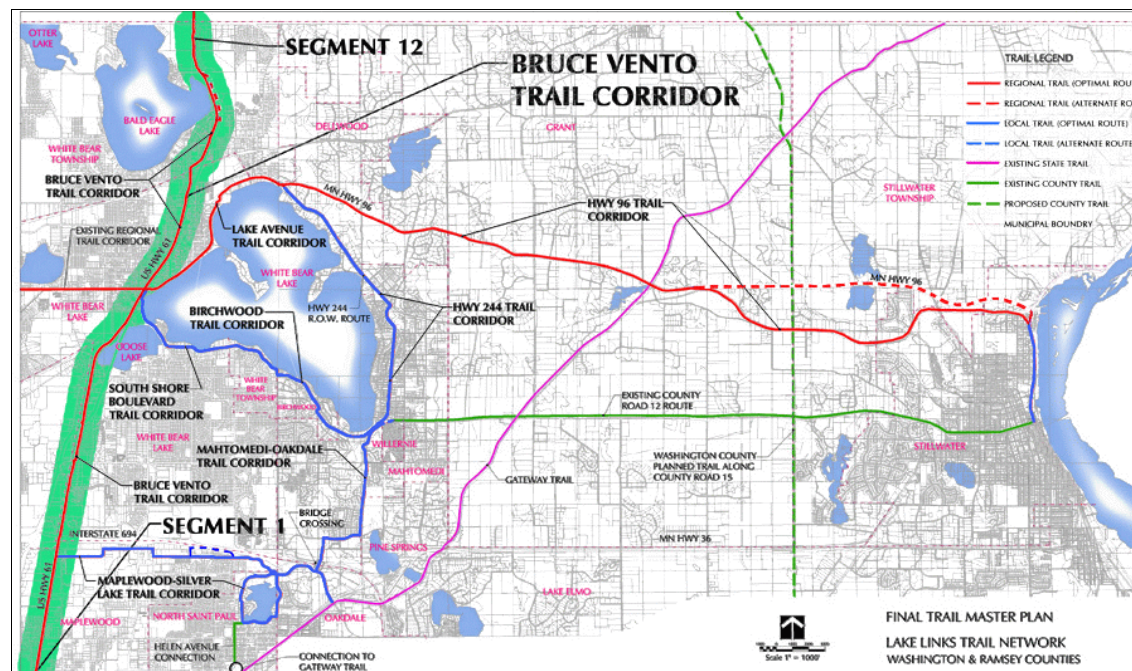 OTTER
LAKE
SEGMENT 12
BRUCE VENTO
TRAIL CORRIDOR
TRAIL LEGEND
REGIONAL TRAIL (OPTIMAL ROU
REGIONAL TRAIL (ALTERNATE RO
LOCAL TRAIL (OPTIMAL ROUTE)
LOCAL TRAIL (ALTERNATE ROUTE
EXISTING STATE TRAIL
EXISTING COUNTY TRAIL
PROPOSED COUNTY TRAIL
MUNICIPAL BOUNDRY
BALD EAGLE
LAKE
DELLWOOD
GRANT
WHITE BEAR
TOWNSHIP
BRUCE VENTO
TRAIL CORRIDOR
MN HWY 96
HWY 96 TRAIL
CORRIDOR
STILLWATER
TOWNSHIP
EXISTING REGIONAL
TRAIL CORRIDOR
US HWY 61
LAKE AVENUE
TRAIL CORRIDOR
WHITE BEAR
LAKE
MN HWY 96
WHITE BEAR
LAKE
BIRCHWOOD
TRAIL CORRIDOR
HWY 244
R.O.W. ROUTE
HWY 244 TRAIL
CORRIDOR
GOOSE
LAKE
SOUTH SHORE
BOULEVARD
TRAIL CORRIDOR
WHITE
BEAR
TOWNSHIP
BIRCHWOOD
EXISTING COUNTY
ROAD 12 ROUTE
WHITE BEAR
LAKE
MAHTOMEDI-OAKDALE
TRAIL CORRIDOR
WILLERNIE
MAHTOMEDI
STILLWATER
WASHINGTON COUNTY
PLANNED TRAIL ALONG
COUNTY ROAD 15
GATEWAY TRAIL
BRUCE VENTO
TRAIL CORRIDOR
SEGMENT 1
BRIDGE
CROSSING
INTERSTATE 694
PINE SPRINGS
MN HWY 36
US HWY 61
MAPLEWOOD-SILVER
LAKE TRAIL CORRIDOR
MAPLEWOOD
NORTH SAINT PAUL
OAKDALE
LAKE ELMO
HELEN AVENUE
CONNECTION
CONNECTION TO
GATEWAY TRAIL
Scale 1" = 1000'
FINAL TRAIL MASTER PLAN
LAKE LINKS TRAIL NETWORK
WASHINGTON & RAMSEY COUNTIES